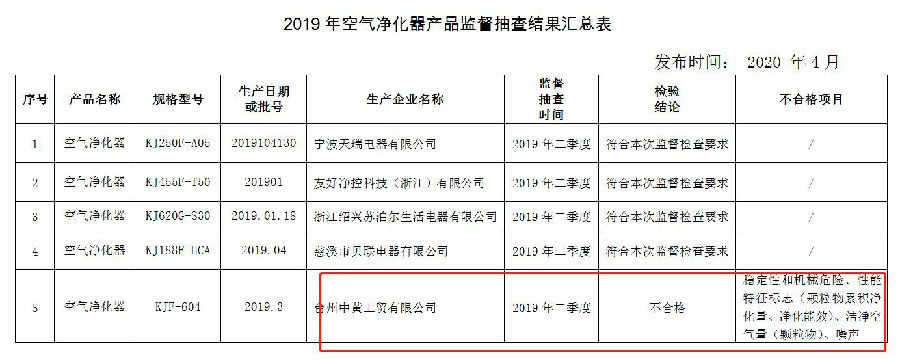 2019 年空气净化器产品监督抽查结果汇总表
发布时间： 2020 年 4 月
序号 产品名称 规格型号 生产日期或批号 生产企业名称 监督抽查时间 检验结论 不合格项目
1 空气净化器 KJ250F-A05 2019104130 宁波天瑞电器有限公司 2019 年二季度 符合本次监督检查要求 /
2 空气净化器 KJ455F-T50 201901 友好净控科技（浙江）有限公司 2019 年二季度 符合本次监督检查要求 /
3 空气净化器 KJ620G-S30 2019.01.18 浙江绍兴苏泊尔生活电器有限公司 2019 年二季度 符合本次监督检查要求 /
4 空气净化器 2019.04 慈溪市贝联电器有限公司 2019 年二季度 符合本次监督检查要求 /
5 空气净化器 KJF-604 2019.3 台州中黄工贸有限公司 2019 年二季度 不合格 稳定性和机械危险、性能
特征标志（颗粒物累积净
化量、净化能效）、洁净空
气量（颗粒物）、噪声